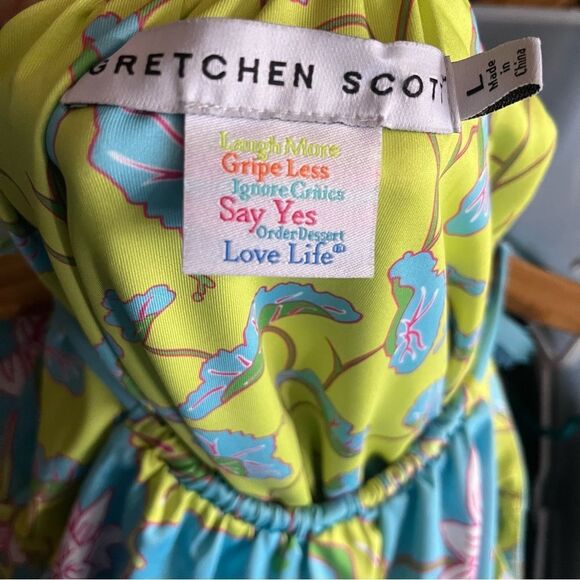 GRETCHEN SCOTT
L
Made
in
China
Laugh More
Gripe Less
Ignore Critics
Say Yes
Order Dessert
Love Life®